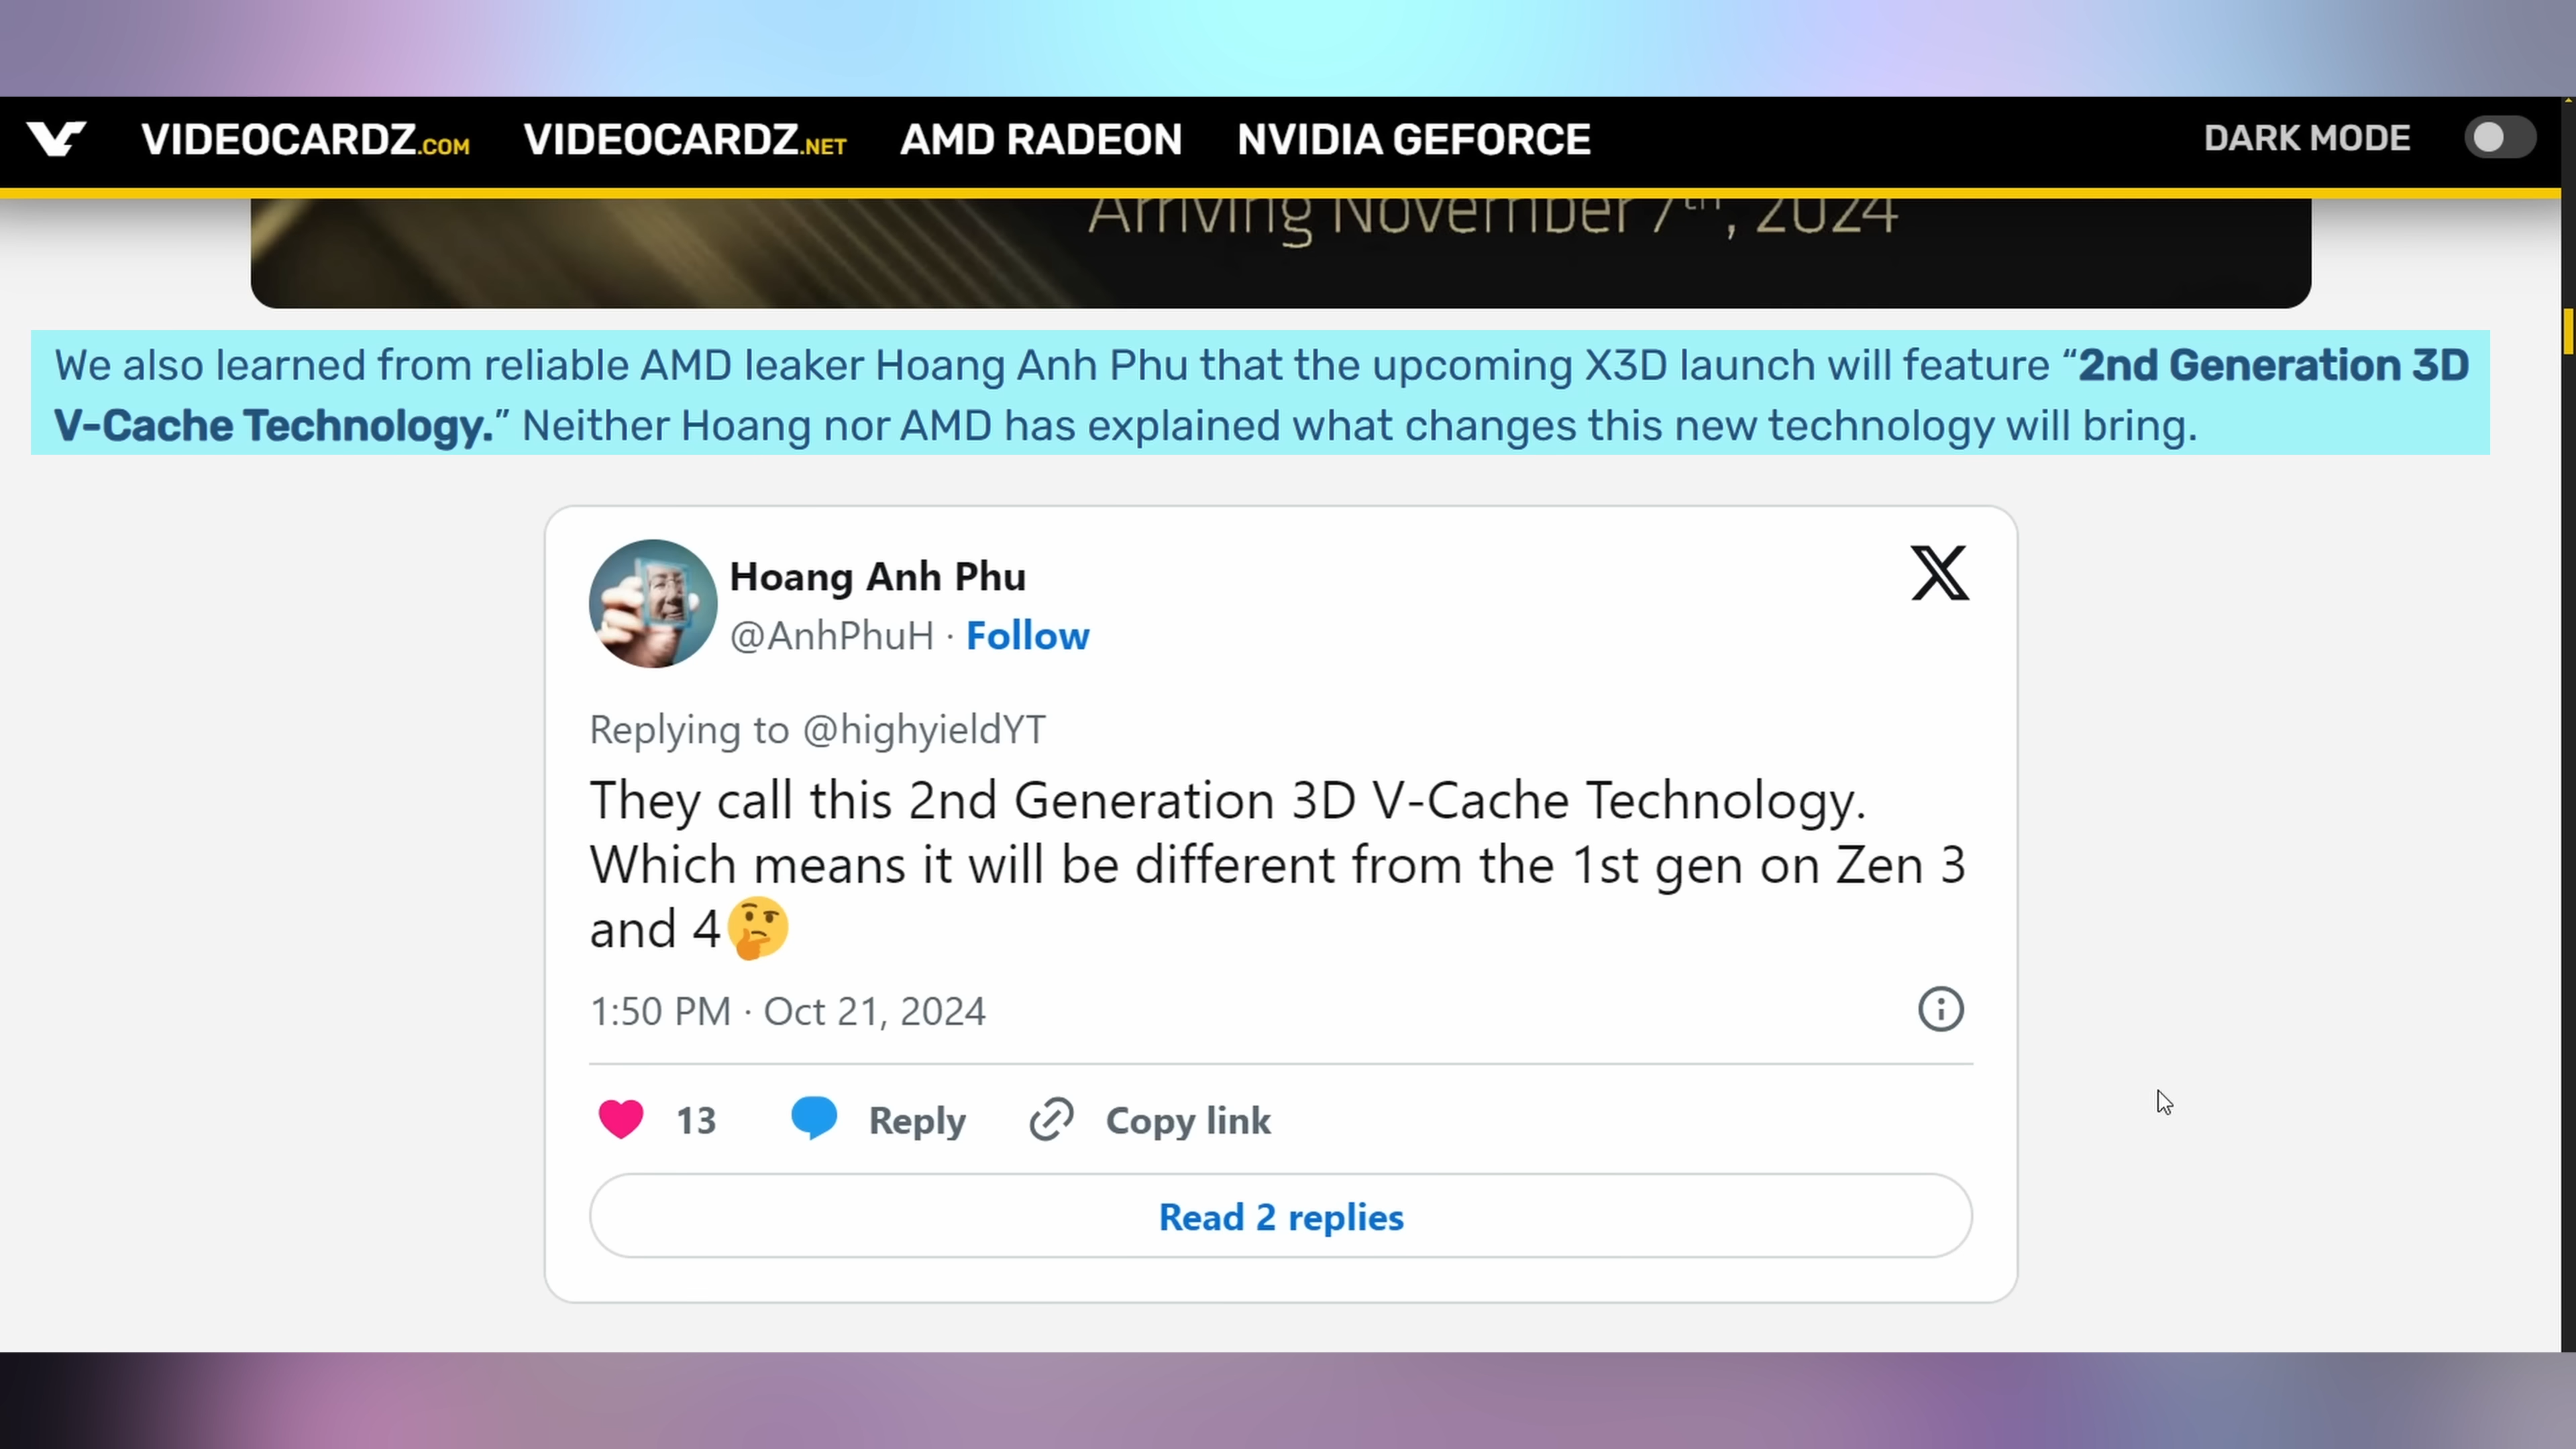 VIDEOCARDZ.COM VIDEOCARDZ.NET AMD RADEON NVIDIA GEFORCE DARK MODE
Arriving November 7th, 2024
We also learned from reliable AMD leaker Hoang Anh Phu that the upcoming X3D launch will feature “2nd Generation 3D
V-Cache Technology.” Neither Hoang nor AMD has explained what changes this new technology will bring.
Hoang Anh Phu
@AnhPhuH · Follow
Replying to @highyieldYT
They call this 2nd Generation 3D V-Cache Technology.
Which means it will be different from the 1st gen on Zen 3
and 4🤔
1:50 PM · Oct 21, 2024
13 Reply Copy link
Read 2 replies